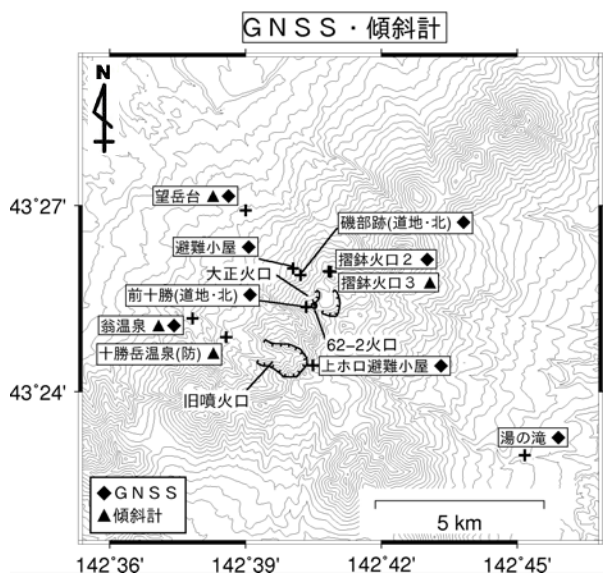 GNSS・傾斜計
N
43°27'
望岳台 ▲◆
磯部跡(道地·北) ◆
避難小屋 ◆
摺鉢火口2 ◆
大正火口
摺鉢火口3 ▲
前十勝(道地·北) ◆
翁温泉 ▲◆
62-2火口
十勝岳温泉(防) ▲
上ホロ避難小屋 ◆
43°24'
旧噴火口
湯の滝 ◆
◆GNSS
▲傾斜計
5 km
142°36' 142°39' 142°42' 142°45'